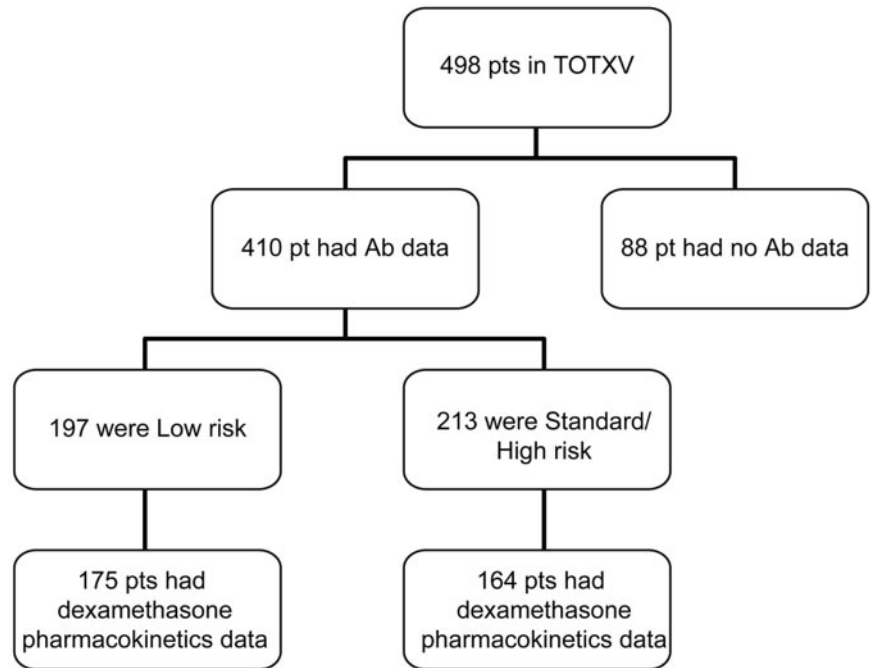 498 pts in TOTXV
410 pt had Ab data
88 pt had no Ab data
197 were Low risk
213 were Standard/
High risk
175 pts had
dexamethasone
pharmacokinetics data
164 pts had
dexamethasone
pharmacokinetics data